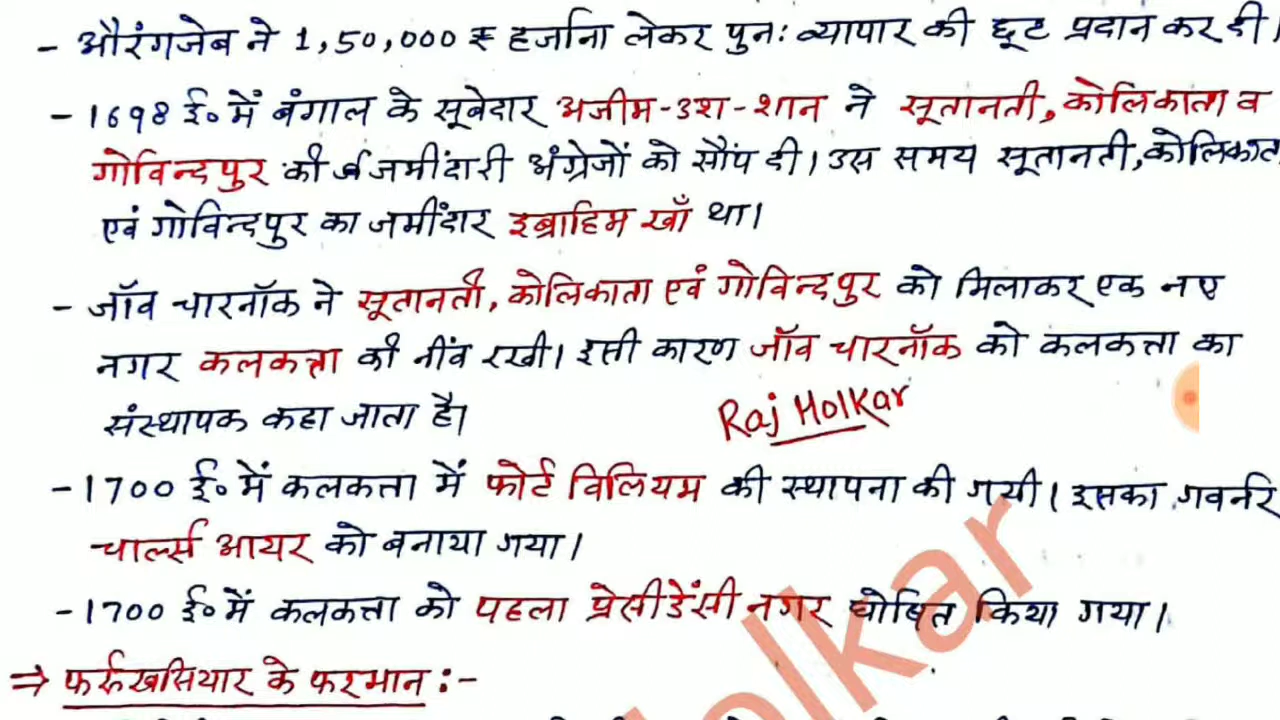 - औरंगजेब ने 1,50,000 ₹ हर्जाना लेकर पुनः व्यापार की छूट प्रदान कर दी।
- 1698 ई० में बंगाल के सूबेदार अजीम-उश-शान ने सूतानती, कोलिकाता व
गोविन्दपुर की जमींदारी अंग्रेजों को सौंप दी। उस समय सूतानती, कोलिकात
एवं गोविन्दपुर का जमींदार इब्राहिम खाँ था।
- जॉब चारनॉक ने सूतानती, कोलिकाता एवं गोविन्दपुर को मिलाकर एक नए
नगर कलकत्ता की नींव रखी। इसी कारण जॉब चारनॉक को कलकत्ता का
संस्थापक कहा जाता है।
Raj Holkar
- 1700 ई० में कलकत्ता में फोर्ट विलियम की स्थापना की गयी। इसका गवर्नर
चार्ल्स आयर को बनाया गया।
- 1700 ई० में कलकत्ता को पहला प्रेसीडेंसी नगर घोषित किया गया।
⇒ फर्रुखसियार के फरमान :-
olkar